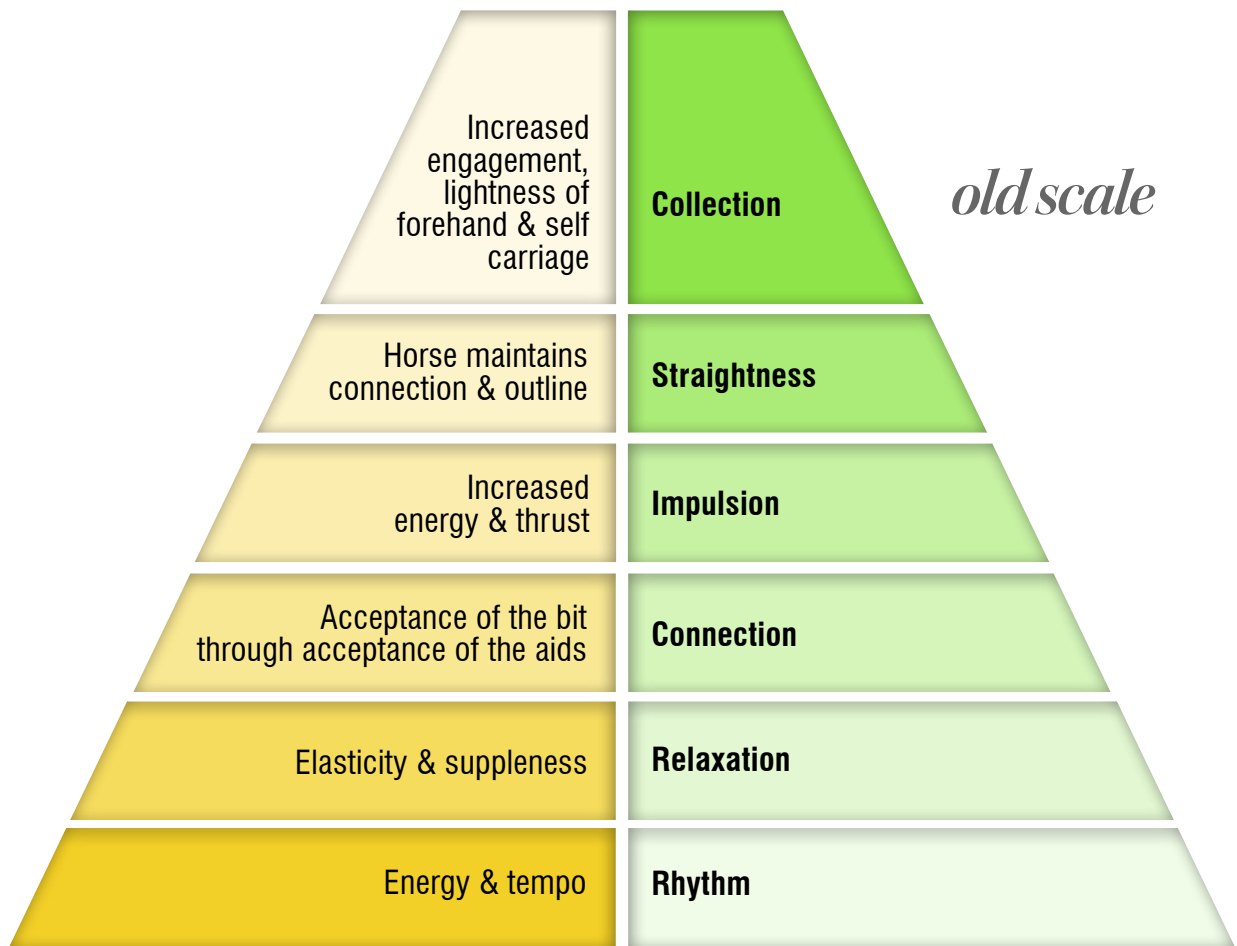 Increased
engagement,
lightness of
forehand & self
carriage
Collection
old scale
Horse maintains
connection & outline
Straightness
Increased
energy & thrust
Impulsion
Acceptance of the bit
through acceptance of the aids
Connection
Elasticity & suppleness
Relaxation
Energy & tempo
Rhythm